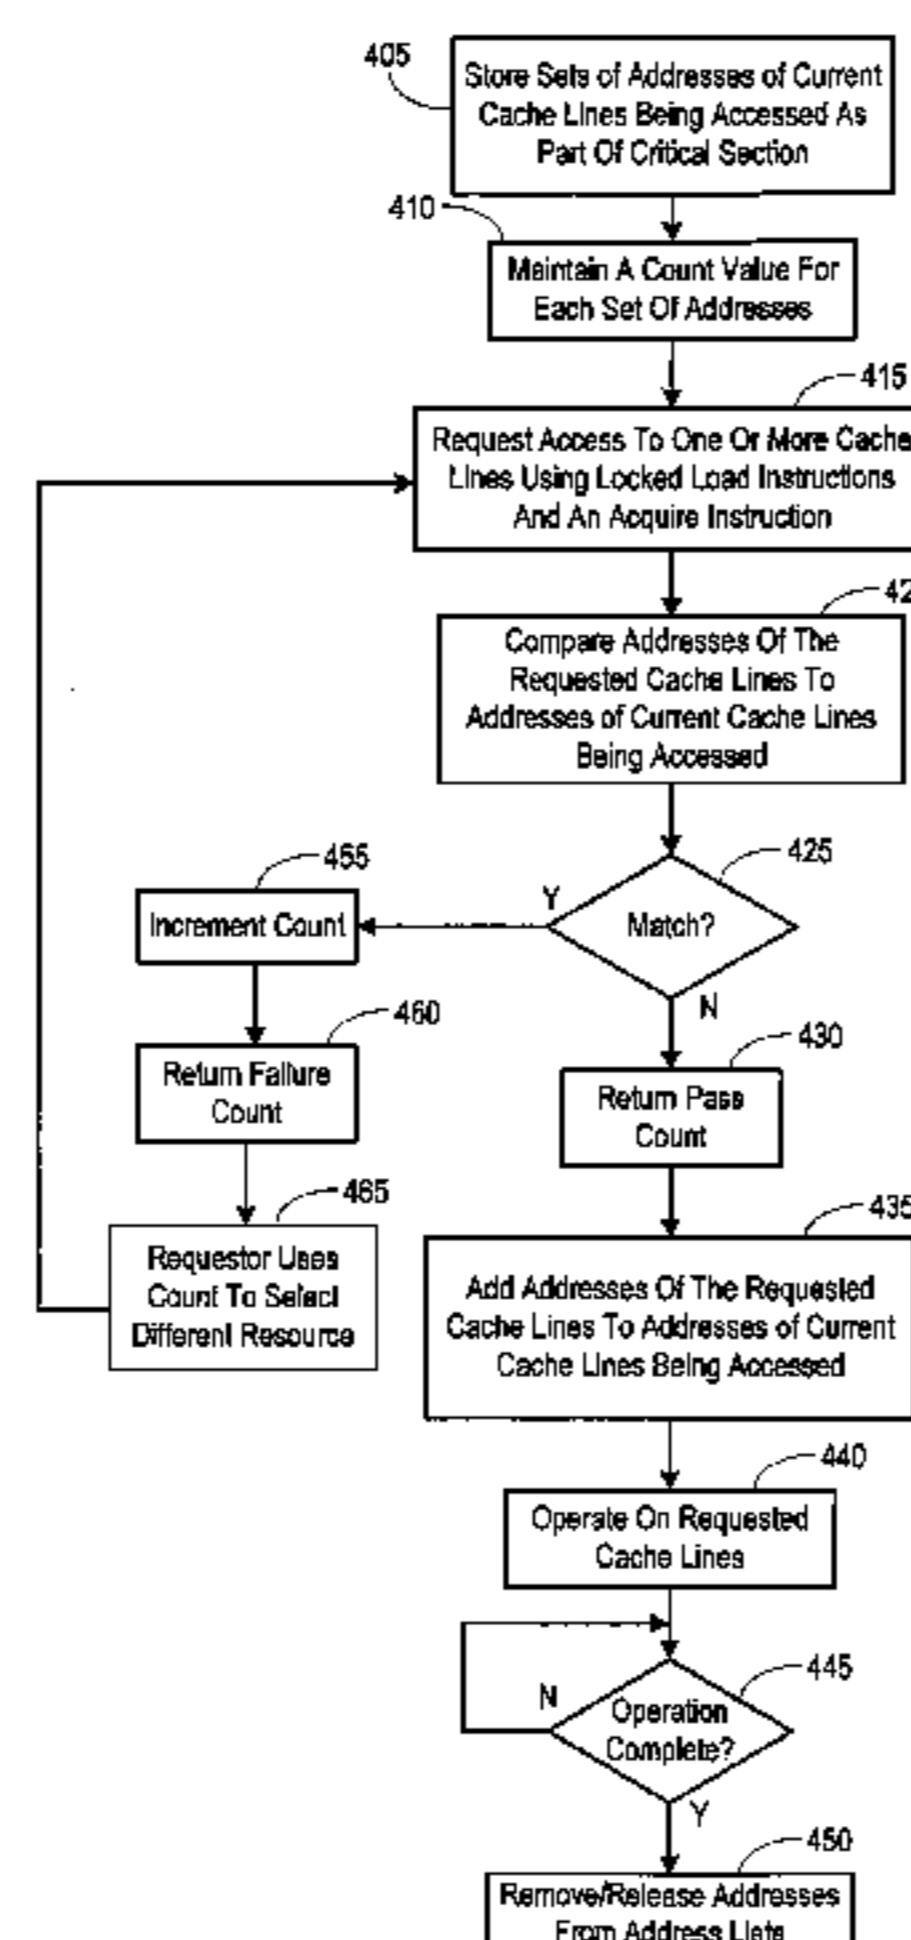 405
Store Sets of Addresses of Current
Cache Lines Being Accessed As
Part Of Critical Section
410
Maintain A Count Value For
Each Set Of Addresses
415
Request Access To One Or More Cache
Lines Using Locked Load Instructions
And An Acquire Instruction
42
Compare Addresses Of The
Requested Cache Lines To
Addresses of Current Cache Lines
Being Accessed
425
Match?
Y
N
455
Increment Count
460
Return Failure
Count
465
Requestor Uses
Count To Select
Different Resource
430
Return Pass
Count
435
Add Addresses Of The Requested
Cache Lines To Addresses of Current
Cache Lines Being Accessed
440
Operate On Requested
Cache Lines
445
N
Operation
Complete?
Y
450
Remove/Release Addresses
From Address Lists